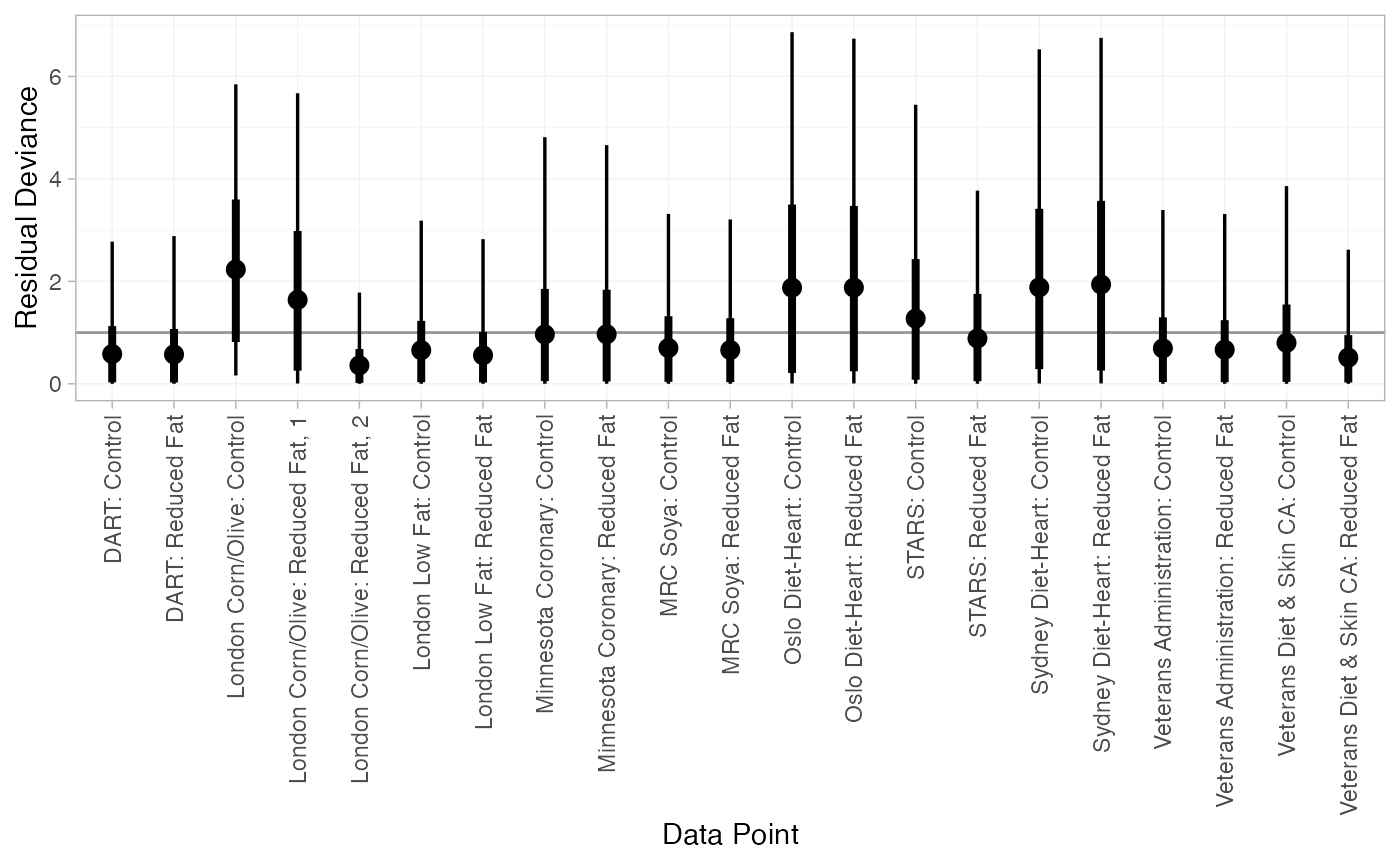 Residual Deviance
6
4
2
0
DART: Control
DART: Reduced Fat
London Corn/Olive: Control
London Corn/Olive: Reduced Fat, 1
London Corn/Olive: Reduced Fat, 2
London Low Fat: Control
London Low Fat: Reduced Fat
Minnesota Coronary: Control
Minnesota Coronary: Reduced Fat
MRC Soya: Control
MRC Soya: Reduced Fat
Oslo Diet-Heart: Control
Oslo Diet-Heart: Reduced Fat
STARS: Control
STARS: Reduced Fat
Sydney Diet-Heart: Control
Sydney Diet-Heart: Reduced Fat
Veterans Administration: Control
Veterans Administration: Reduced Fat
Veterans Diet & Skin CA: Control
Veterans Diet & Skin CA: Reduced Fat
Data Point